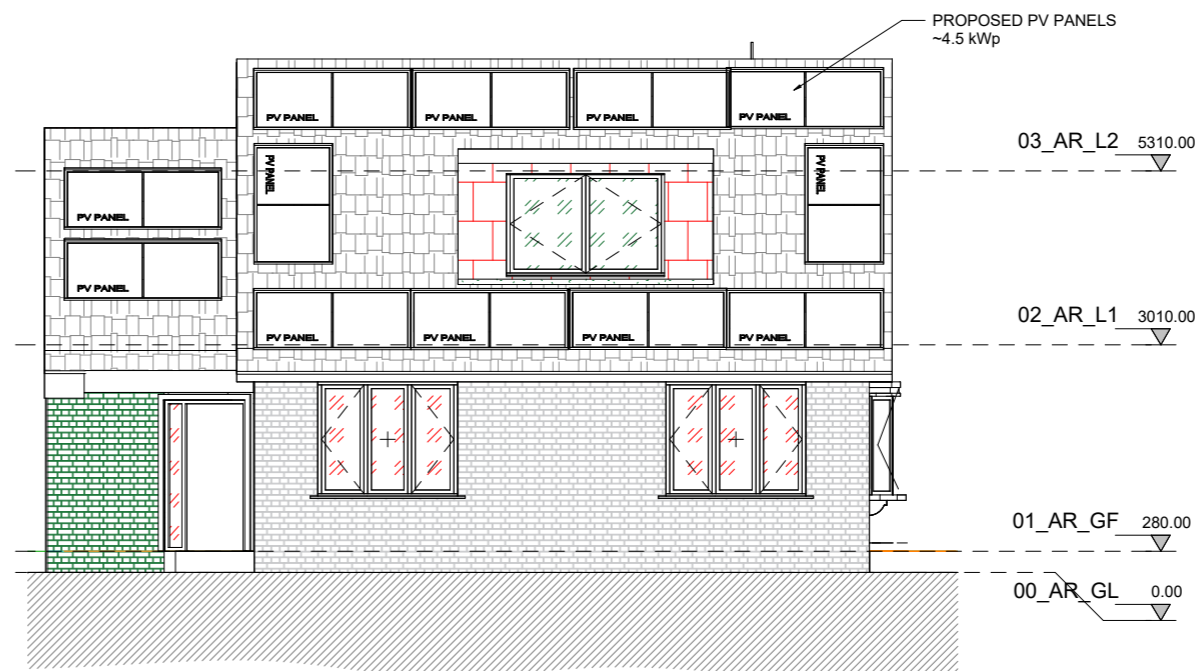 PROPOSED PV PANELS
~4.5 kWp
PV PANEL
PV PANEL
PV PANEL
PV PANEL
03_AR_L2 5310.00
PV PANEL
PV PANEL
PV PANEL
PV PANEL
02_AR_L1 3010.00
PV PANEL
PV PANEL
PV PANEL
PV PANEL
01_AR_GF 280.00
00_AR_GL 0.00